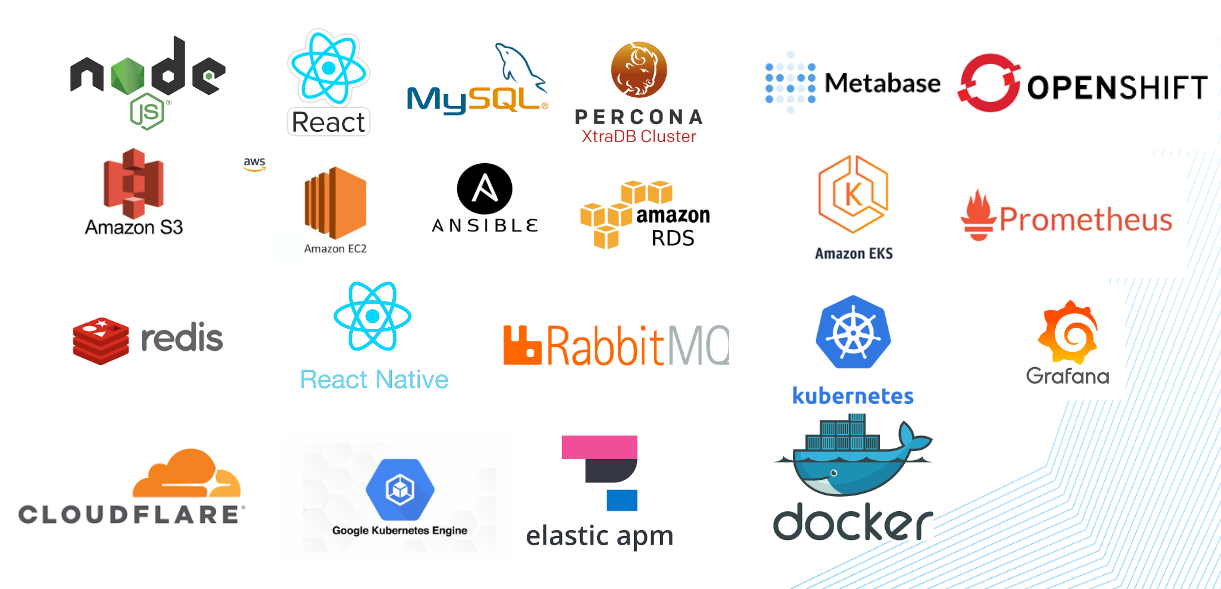 node
JS
React
MySQL
PERCONA
XtraDB Cluster
Metabase
OPENSHIFT
Amazon S3
aws
Amazon EC2
ANSIBLE
amazon
RDS
Amazon EKS
Prometheus
redis
React Native
RabbitMQ
kubernetes
Grafana
CLOUDFLARE
Google Kubernetes Engine
elastic apm
docker